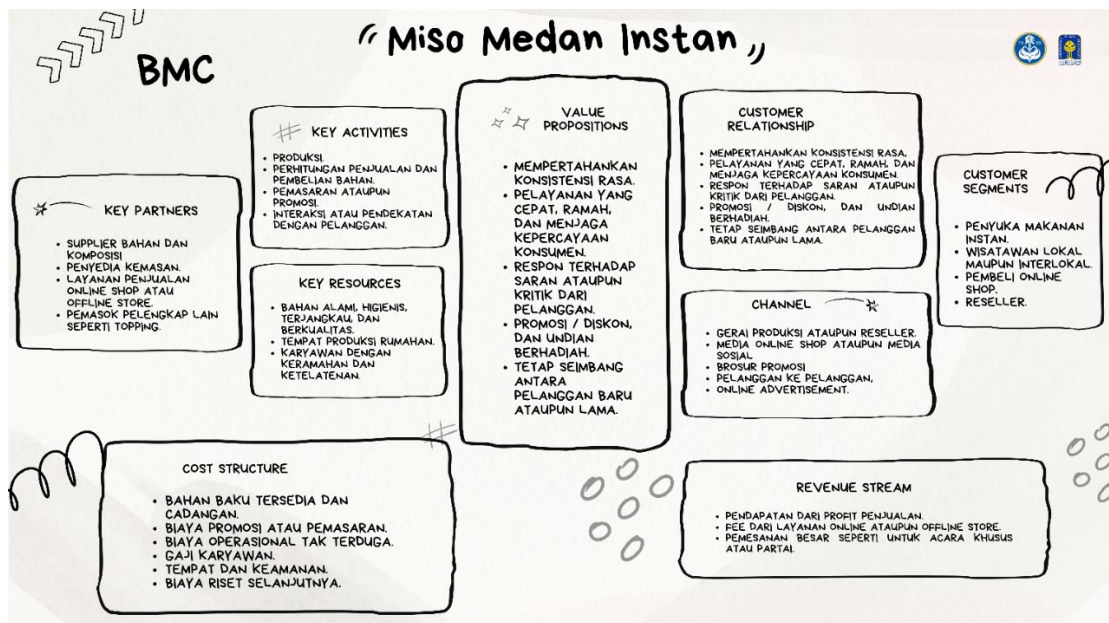 “ Miso Medan Instan „
BMC
KEY PARTNERS
• SUPPLIER BAHAN DAN
KOMPOSISI
• PENYEDIA KEMASAN.
• LAYANAN PENJUALAN
ONLINE SHOP ATAU
OFFLINE STORE.
• PEMASOK PELENGKAP LAIN
SEPERTI TOPPING.
KEY ACTIVITIES
• PRODUKSI.
• PERHITUNGAN PENJUALAN DAN
PEMBELIAN BAHAN.
• PEMASARAN ATAUPUN
PROMOSI.
• INTERAKSI ATAU PENDEKATAN
DENGAN PELANGGAN.
KEY RESOURCES
• BAHAN ALAMI, HIGIENIS,
TERJANGKAU, DAN
BERKUALITAS.
• TEMPAT PRODUKSI RUMAHAN.
• KARYAWAN DENGAN
KERAMAHAN DAN
KETELATENAN.
VALUE
PROPOSITIONS
• MEMPERTAHANKAN
KONSISTENSI RASA.
• PELAYANAN YANG
CEPAT, RAMAH,
DAN MENJAGA
KEPERCAYAAN
KONSUMEN.
• RESPON TERHADAP
SARAN ATAUPUN
KRITIK DARI
PELANGGAN.
• PROMOSI / DISKON,
DAN UNDIAN
BERHADIAH.
• TETAP SEIMBANG
ANTARA
PELANGGAN BARU
ATAUPUN LAMA.
CUSTOMER
RELATIONSHIP
• MEMPERTAHANKAN KONSISTENSI RASA.
• PELAYANAN YANG CEPAT, RAMAH, DAN
MENJAGA KEPERCAYAAN KONSUMEN.
• RESPON TERHADAP SARAN ATAUPUN
KRITIK DARI PELANGGAN.
• PROMOSI / DISKON, DAN UNDIAN
BERHADIAH.
• TETAP SEIMBANG ANTARA PELANGGAN
BARU ATAUPUN LAMA.
CHANNEL
• GERAI PRODUKSI ATAUPUN RESELLER.
• MEDIA ONLINE SHOP ATAUPUN MEDIA
SOSIAL
• BROSUR PROMOSI
• PELANGGAN KE PELANGGAN,
• ONLINE ADVERTISEMENT.
CUSTOMER
SEGMENTS
• PENYUKA MAKANAN
INSTAN.
• WISATAWAN LOKAL
MAUPUN INTERLOKAL.
• PEMBELI ONLINE
SHOP.
• RESELLER.
COST STRUCTURE
• BAHAN BAKU TERSEDIA DAN
CADANGAN.
• BIAYA PROMOSI ATAU PEMASARAN.
• BIAYA OPERASIONAL TAK TERDUGA.
• GAJI KARYAWAN.
• TEMPAT DAN KEAMANAN.
• BIAYA RISET SELANJUTNYA.
REVENUE STREAM
• PENDAPATAN DARI PROFIT PENJUALAN.
• FEE DARI LAYANAN ONLINE ATAUPUN OFFLINE STORE.
• PEMESANAN BESAR SEPERTI UNTUK ACARA KHUSUS
ATAU PARTAI.